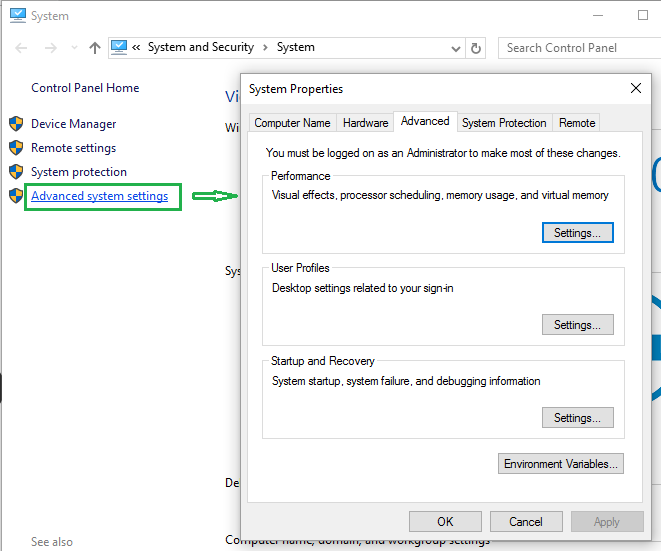 System
« System and Security > System
Search Control Panel
Control Panel Home
Device Manager
Remote settings
System protection
Advanced system settings
See also
System Properties
Computer Name Hardware Advanced System Protection Remote
You must be logged on as an Administrator to make most of these changes.
Performance
Visual effects, processor scheduling, memory usage, and virtual memory
Settings...
User Profiles
Desktop settings related to your sign-in
Settings...
Startup and Recovery
System startup, system failure, and debugging information
Settings...
Environment Variables...
OK Cancel Apply
Computer name, domain, and workgroup settings